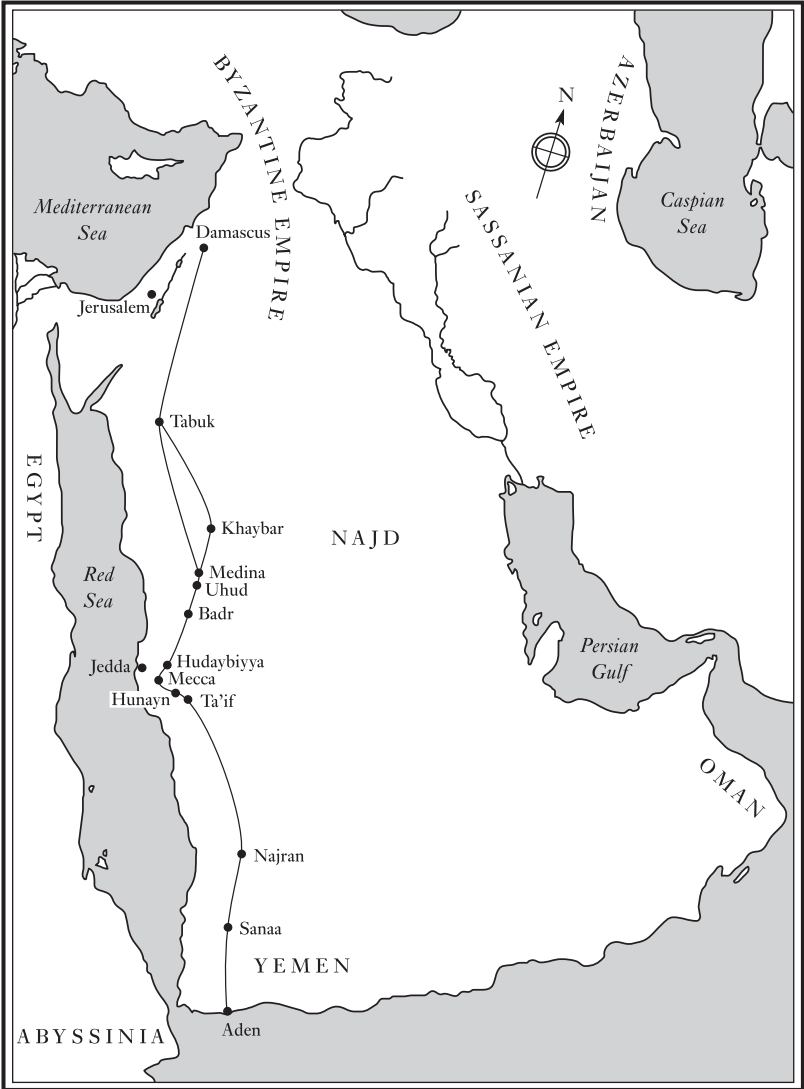 BYZANTINE EMPIRE
N
AZERBAIJAN
Mediterranean
Sea
Caspian
Sea
SASSANIAN EMPIRE
Damascus
Jerusalem
Tabuk
EGYPT
Khaybar
NAJD
Medina
Uhud
Red
Sea
Badr
Persian
Gulf
Jedda
Hudaybiyya
Mecca
Hunayn
Ta’if
OMAN
Najran
Sanaa
YEMEN
Aden
ABYSSINIA